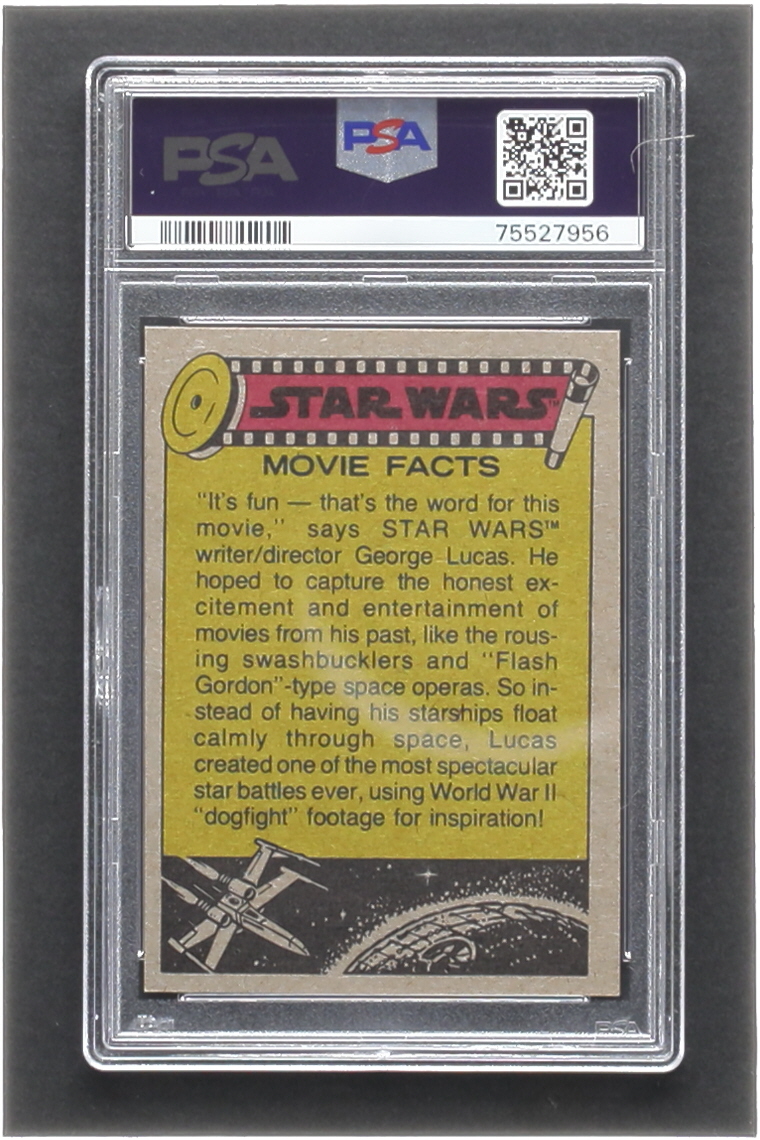 PSA PSA
75527956
STAR WARS™
MOVIE FACTS
“It's fun — that's the word for this
movie,” says STAR WARS™
writer/director George Lucas. He
hoped to capture the honest ex-
citement and entertainment of
movies from his past, like the rous-
ing swashbucklers and “Flash
Gordon”-type space operas. So in-
stead of having his starships float
calmly through space, Lucas
created one of the most spectacular
star battles ever, using World War II
“dogfight” footage for inspiration!
PSA